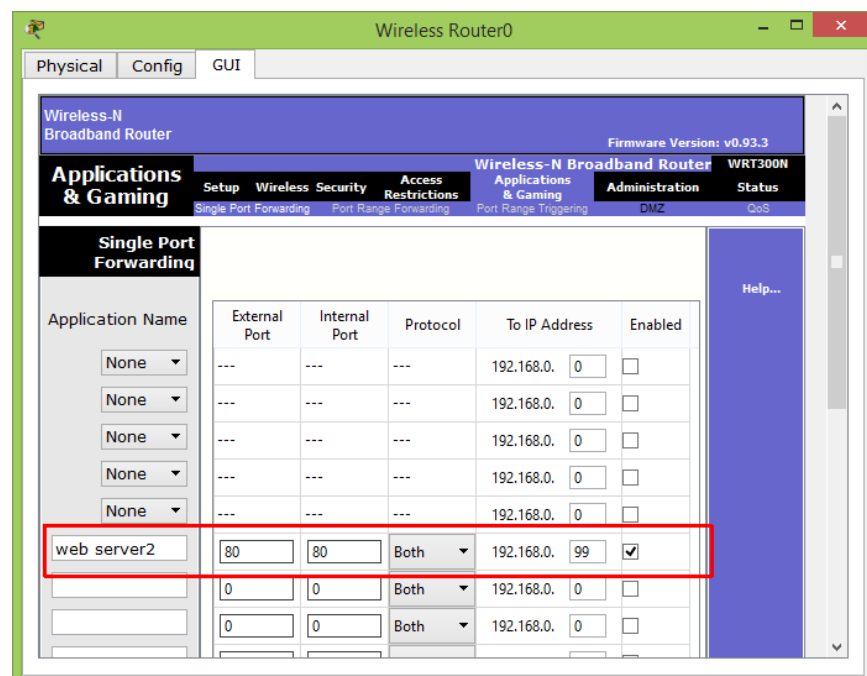 Wireless Router0
Physical Config GUI
Wireless-N
Broadband Router
Firmware Version: v0.93.3
Wireless-N Broadband Router WRT300N
Applications
& Gaming
Setup Wireless Security Access
Restrictions Applications
& Gaming Administration Status
Single Port Forwarding Port Range Forwarding Port Range Triggering DMZ QoS
Single Port
Forwarding
Help...
Application Name External
Port Internal
Port Protocol To IP Address Enabled
None --- --- --- 192.168.0. 0
None --- --- --- 192.168.0. 0
None --- --- --- 192.168.0. 0
None --- --- --- 192.168.0. 0
None --- --- --- 192.168.0. 0
web server2 80 80 Both 192.168.0. 99
0 0 Both 192.168.0. 0
0 0 Both 192.168.0. 0